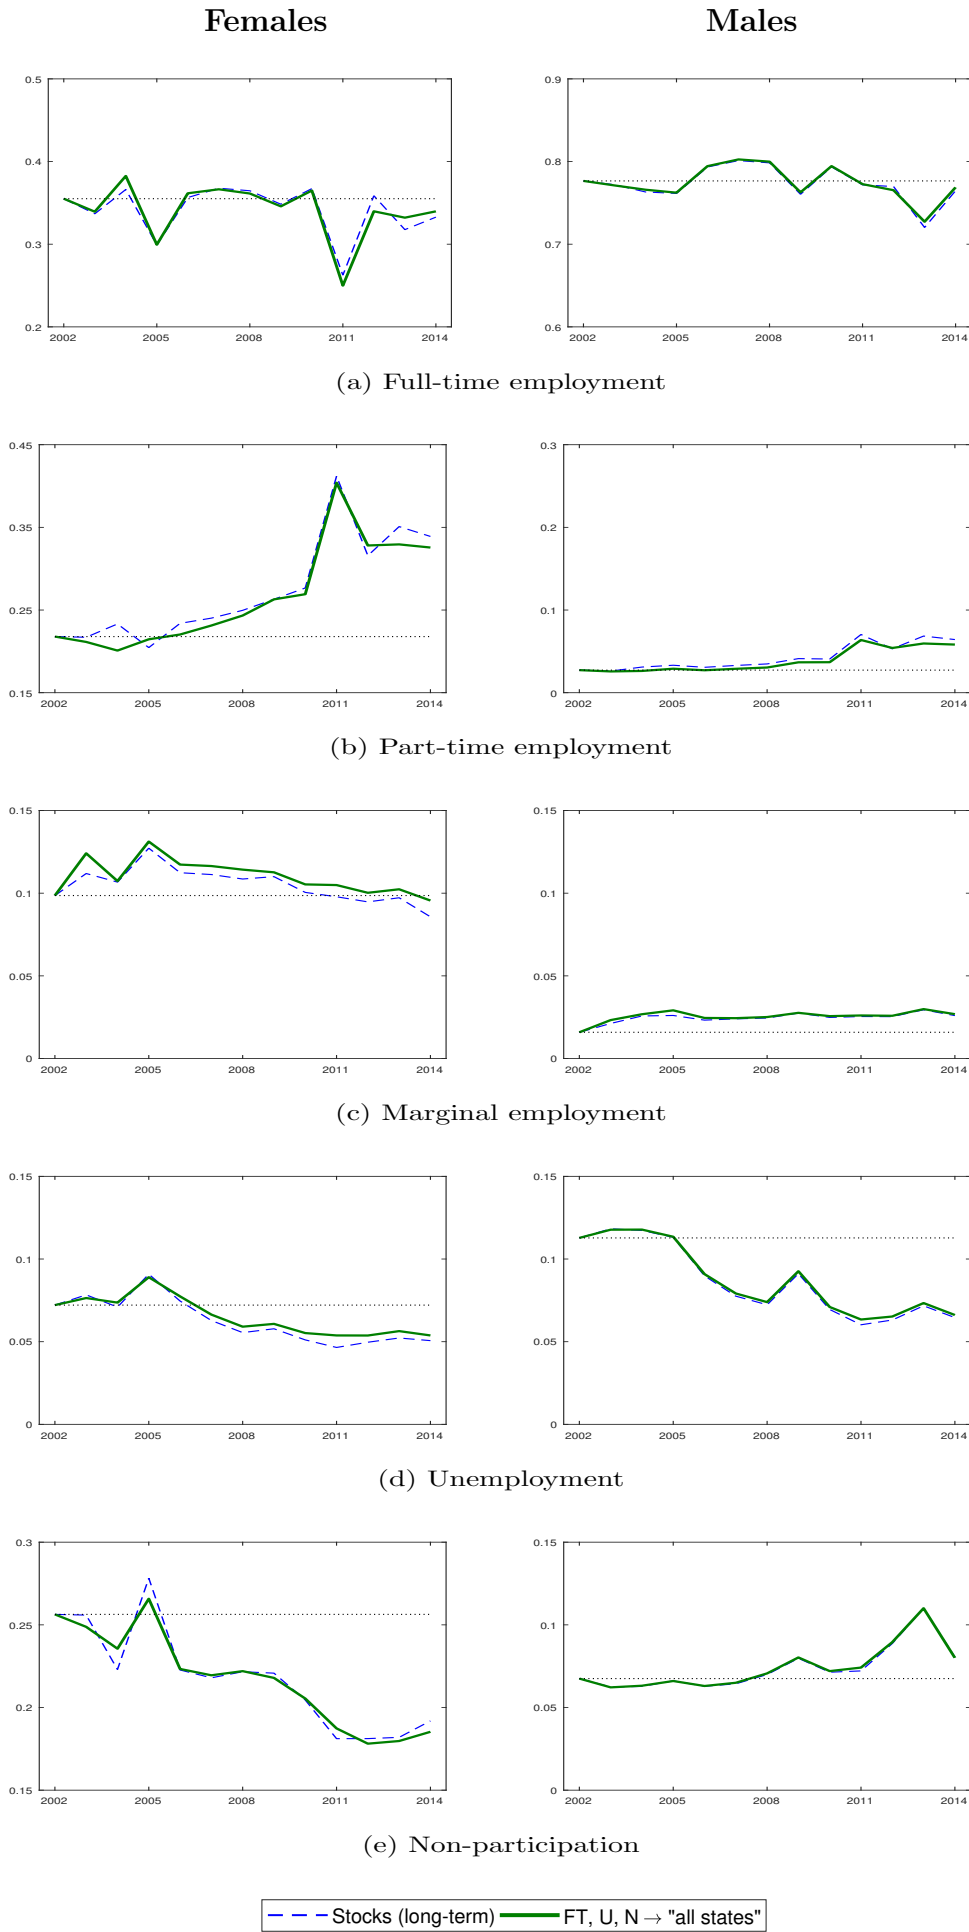 Females Males
0.5
0.4
0.3
0.2
2002 2005 2008 2011 2014
0.9
0.8
0.7
0.6
2002 2005 2008 2011 2014
(a) Full-time employment
0.45
0.35
0.25
0.15
2002 2005 2008 2011 2014
0.3
0.2
0.1
0
2002 2005 2008 2011 2014
(b) Part-time employment
0.15
0.1
0.05
0
2002 2005 2008 2011 2014
0.15
0.1
0.05
0
2002 2005 2008 2011 2014
(c) Marginal employment
0.15
0.1
0.05
0
2002 2005 2008 2011 2014
0.15
0.1
0.05
0
2002 2005 2008 2011 2014
(d) Unemployment
0.3
0.25
0.2
0.15
2002 2005 2008 2011 2014
0.15
0.1
0.05
0
2002 2005 2008 2011 2014
(e) Non-participation
Stocks (long-term) FT, U, N → "all states"